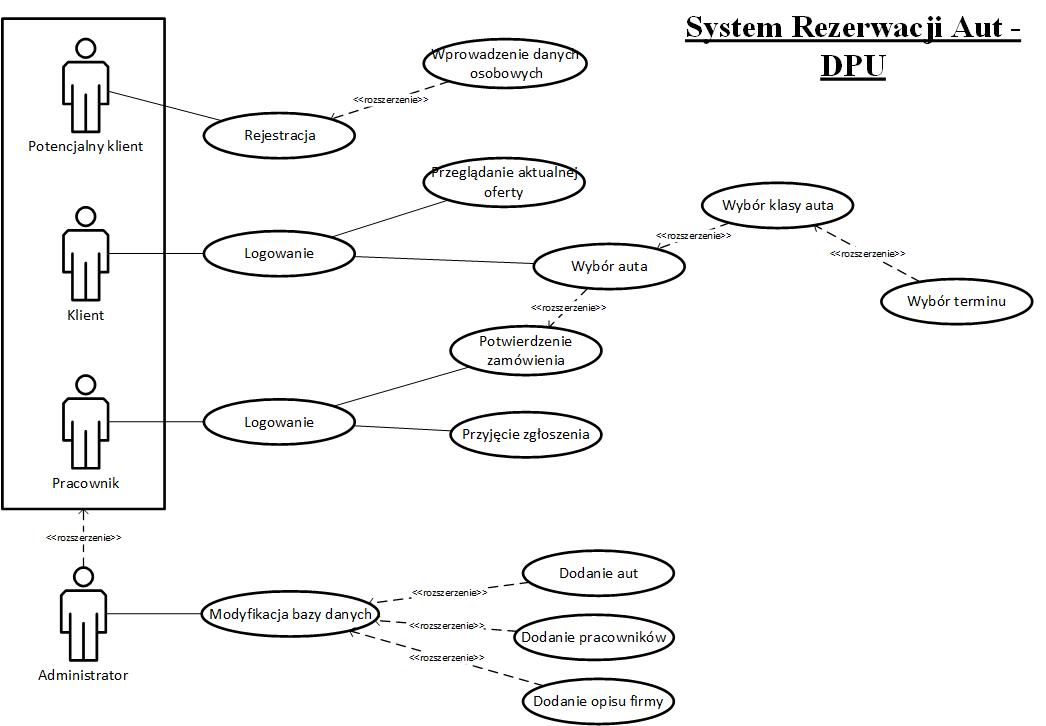 System Rezerwacji Aut -
DPU
Wprowadzenie danych
osobowych
<<rozszerzenie>>
Rejestracja
Potencjalny klient
Przeglądanie aktualnej
oferty
Wybór klasy auta
<<rozszerzenie>>
<<rozszerzenie>>
Logowanie
Wybór auta
Wybór terminu
Klient
<<rozszerzenie>>
Potwierdzenie
zamówienia
Logowanie
Przyjęcie zgłoszenia
Pracownik
<<rozszerzenie>>
Dodanie aut
<<rozszerzenie>>
Modyfikacja bazy danych
<<rozszerzenie>>
Dodanie pracowników
<<rozszerzenie>>
Administrator
Dodanie opisu firmy